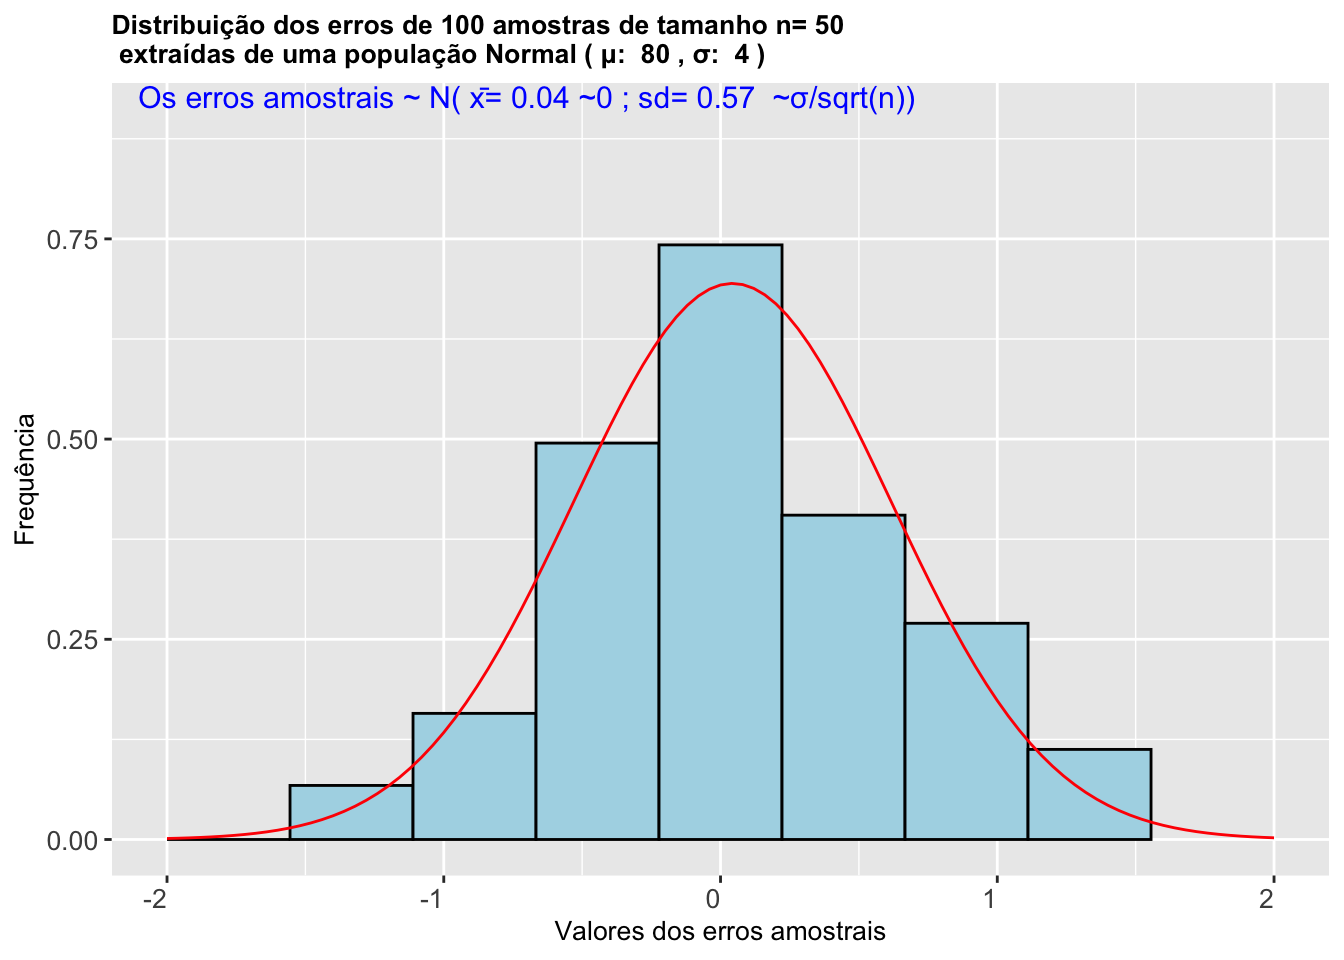 Distribuição dos erros de 100 amostras de tamanho n= 50
extraídas de uma população Normal ( μ:  80 , σ:  4 )
Os erros amostrais ~ N( x̄= 0.04 ~0 ; sd= 0.57  ~σ/sqrt(n))
Frequência
0.75
0.50
0.25
0.00
-2 -1 0 1 2
Valores dos erros amostrais